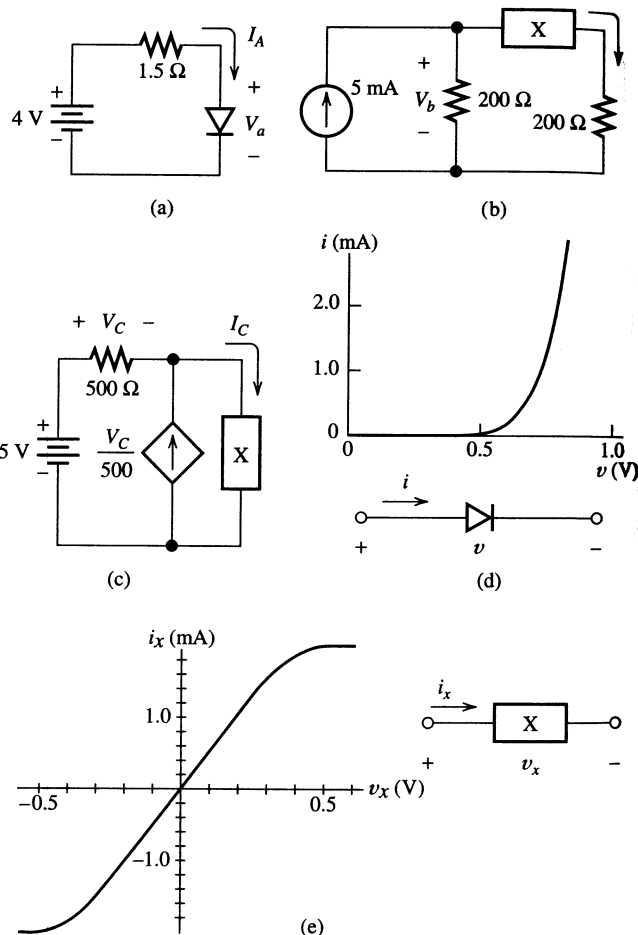 I_A
1.5 Ω
+ +
4 V V_a
− −
(a)
X
+
5 mA V_b 200 Ω
200 Ω
−
(b)
+ V_C − I_C
500 Ω
+
5 V V_C/500 X
−
(c)
i (mA)
2.0
1.0
0
0 0.5 1.0
v (V)
i
+ v −
(d)
i_x (mA)
1.0
−0.5 0.5 v_x (V)
−1.0
i_x
X
+ v_x −
(e)